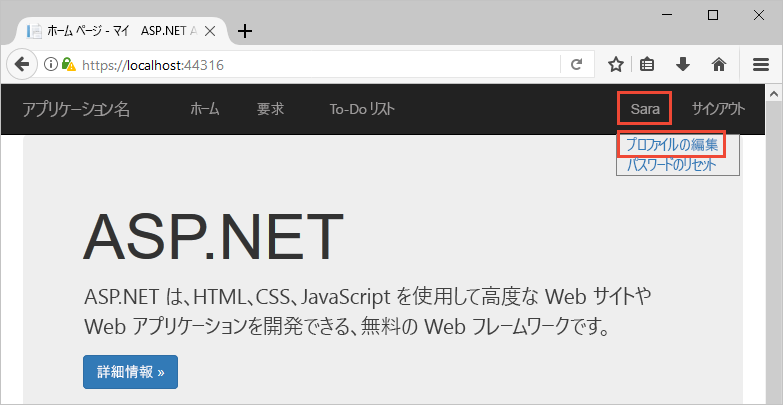 ホーム ページ - マイ ASP.NET A
https://localhost:44316
アプリケーション名 ホーム 要求 To-Do リスト Sara サインアウト
プロファイルの編集
パスワードのリセット
ASP.NET
ASP.NET は、HTML、CSS、JavaScript を使用して高度な Web サイトや
Web アプリケーションを開発できる、無料の Web フレームワークです。
詳細情報 »